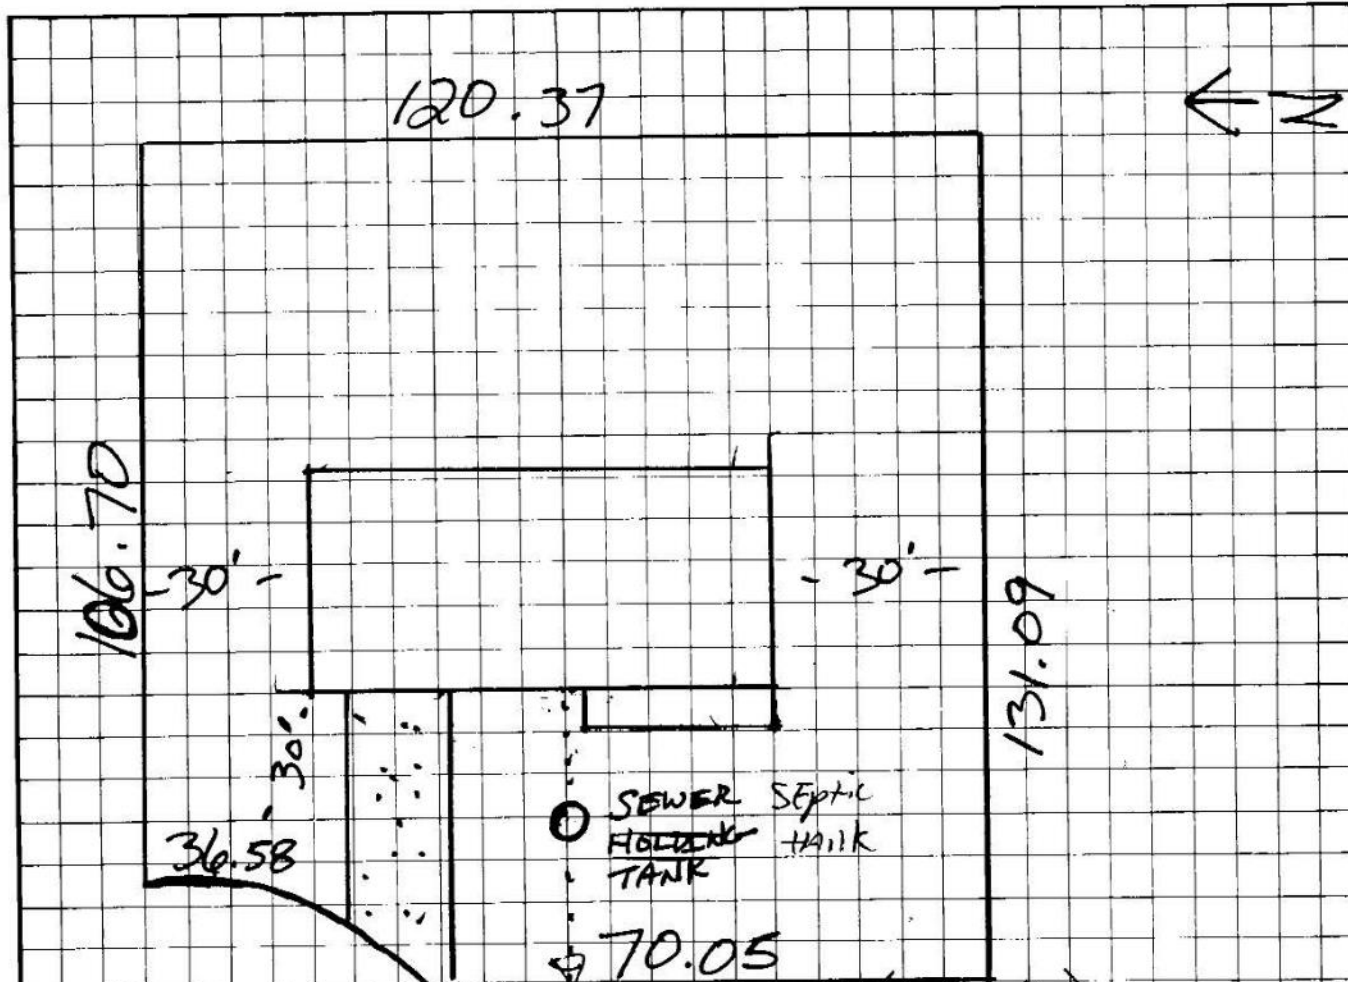 120.37
← N
106.70
- 30' -
- 30' -
131.09
30'
36.58'
SEWER SEptic
HOLDING tANK
TANK
70.05